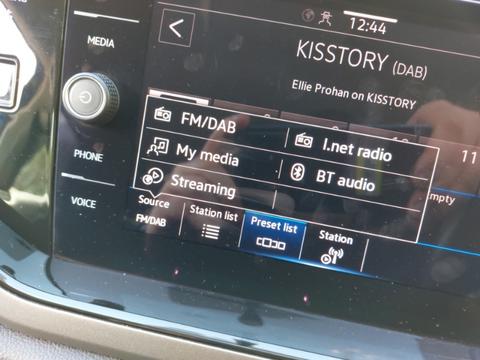 MEDIA
12:44
KISSTORY (DAB)
Ellie Prohan on KISSTORY
FM/DAB
I.net radio
My media
BT audio
Streaming
PHONE
VOICE
11
mpty
Source
FM/DAB
Station list
Preset list
Station